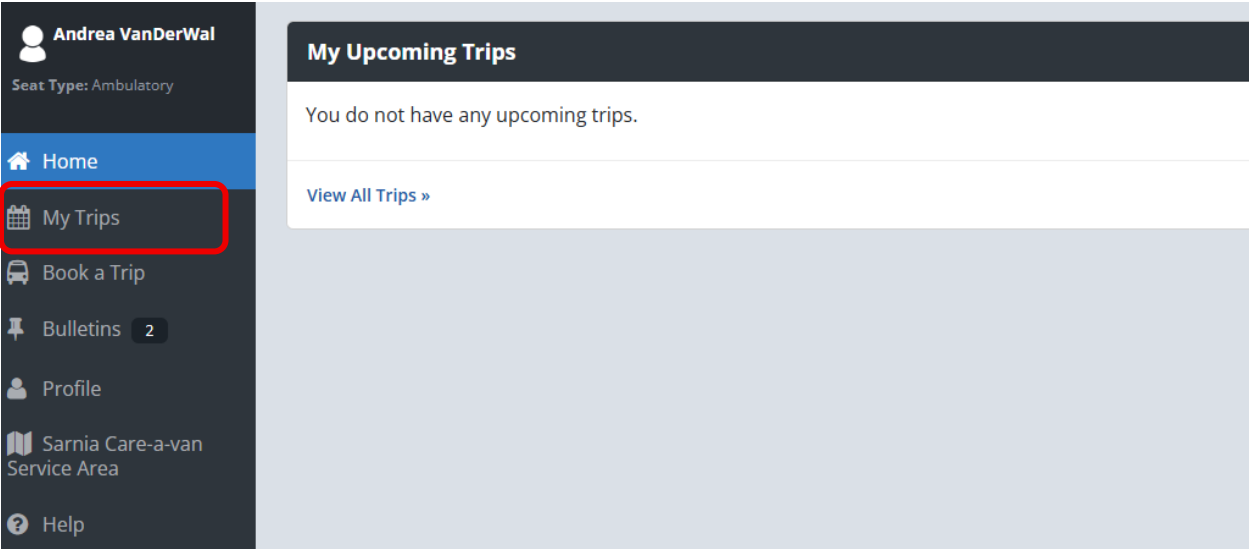 Andrea VanDerWal
Seat Type: Ambulatory
Home
My Trips
Book a Trip
Bulletins 2
Profile
Sarnia Care-a-van
Service Area
Help
My Upcoming Trips
You do not have any upcoming trips.
View All Trips »